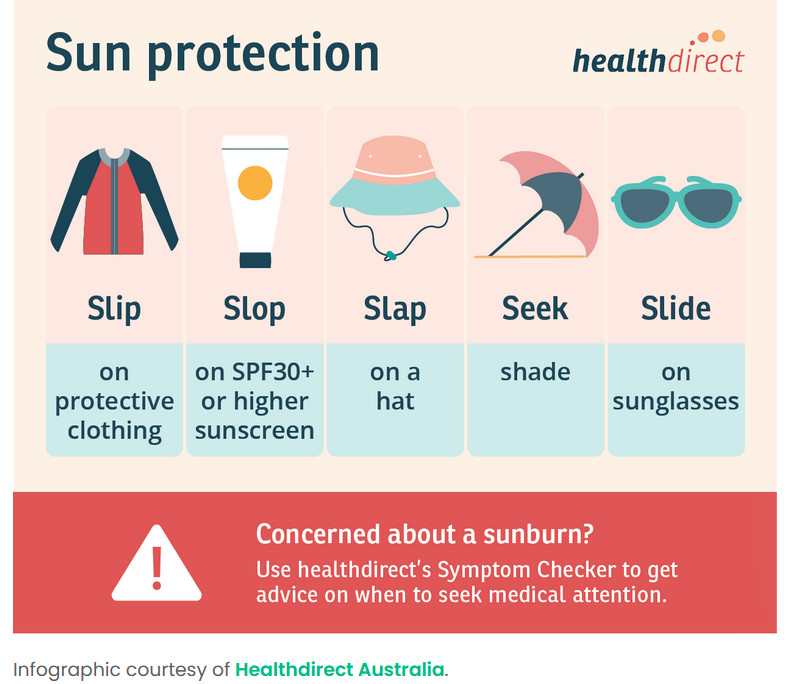 Sun protection
healthdirect
Slip
on
protective
clothing
Slop
on SPF30+
or higher
sunscreen
Slap
on a
hat
Seek
shade
Slide
on
sunglasses
Concerned about a sunburn?
Use healthdirect's Symptom Checker to get
advice on when to seek medical attention.
Infographic courtesy of Healthdirect Australia.